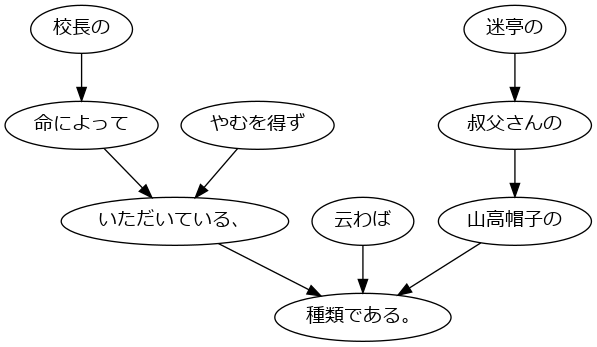 校長の
迷亭の
命によって
やむを得ず
叔父さんの
いただいている、
云わば
山高帽子の
種類である。